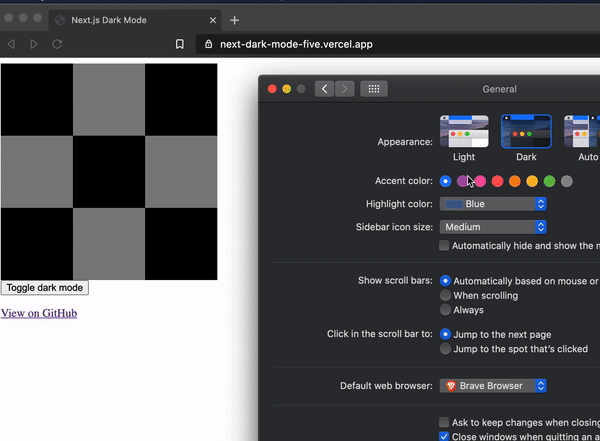 Next.js Dark Mode
next-dark-mode-five.vercel.app
Toggle dark mode
View on GitHub
General
Appearance:
Light Dark Auto
Accent color:
Highlight color: Blue
Sidebar icon size: Medium
Automatically hide and show the m
Show scroll bars: Automatically based on mouse or
When scrolling
Always
Click in the scroll bar to: Jump to the next page
Jump to the spot that's clicked
Default web browser: Brave Browser
Ask to keep changes when closing
Close windows when quitting an a